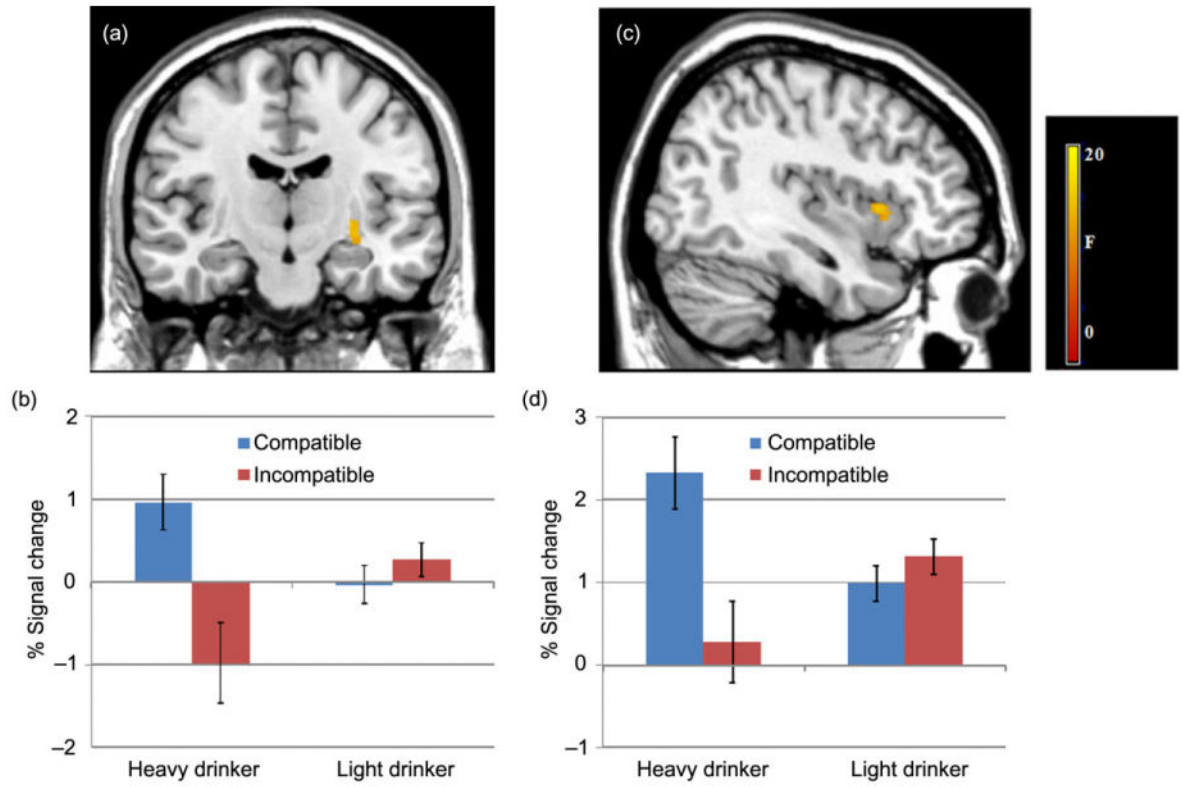 (a)
(c)
20
F
0
(b)
2
1
0
–1
–2
% Signal change
Compatible
Incompatible
Heavy drinker
Light drinker
(d)
3
2
1
0
–1
% Signal change
Compatible
Incompatible
Heavy drinker
Light drinker